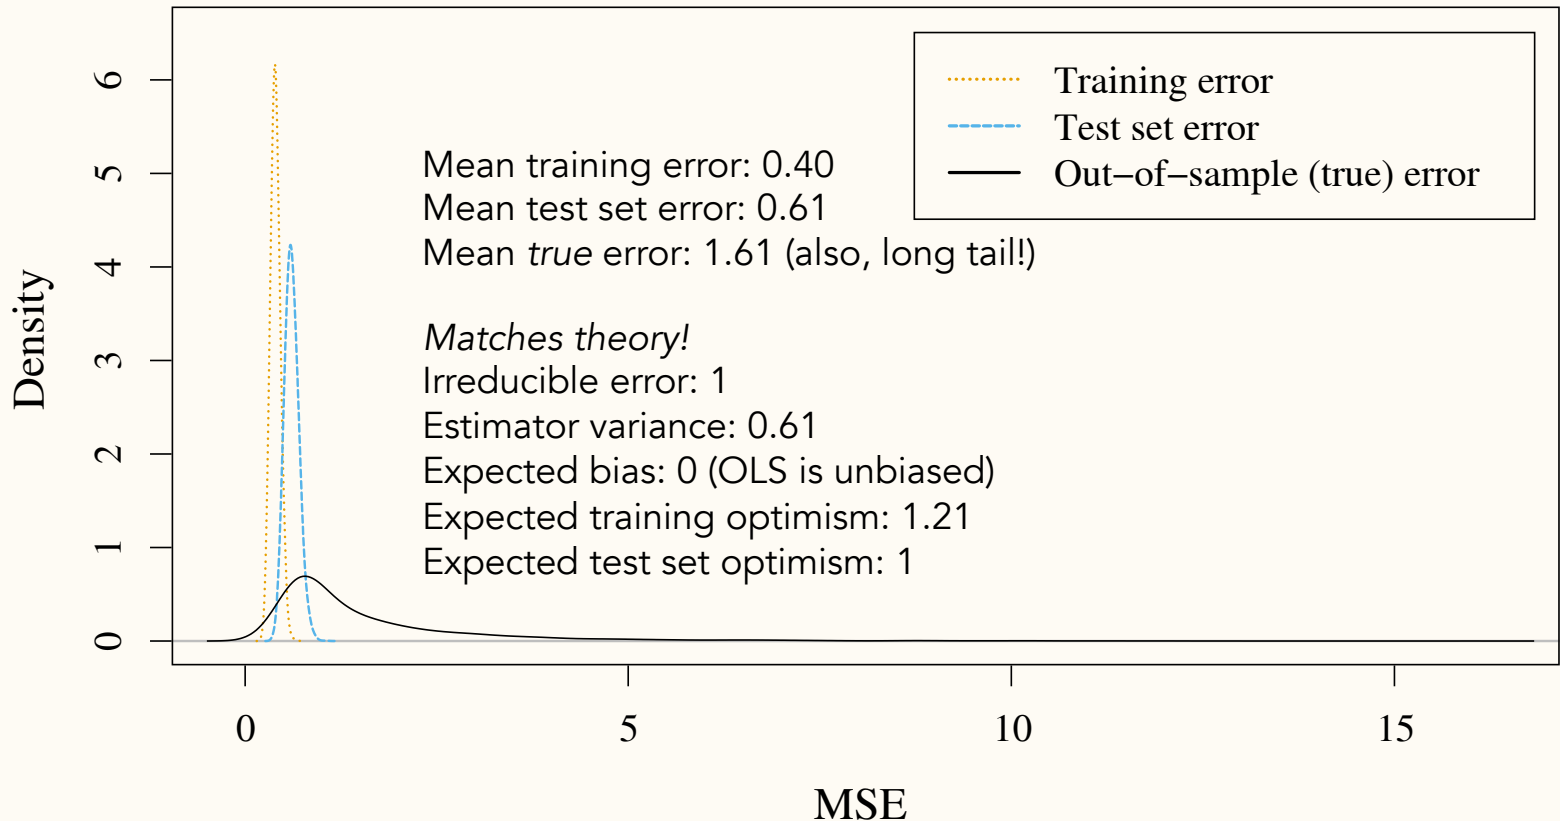 Training error
Test set error
Out−of−sample (true) error
Mean training error: 0.40
Mean test set error: 0.61
Mean true error: 1.61 (also, long tail!)
Matches theory!
Irreducible error: 1
Estimator variance: 0.61
Expected bias: 0 (OLS is unbiased)
Expected training optimism: 1.21
Expected test set optimism: 1
Density
6
5
4
3
2
1
0
0 5 10 15
MSE